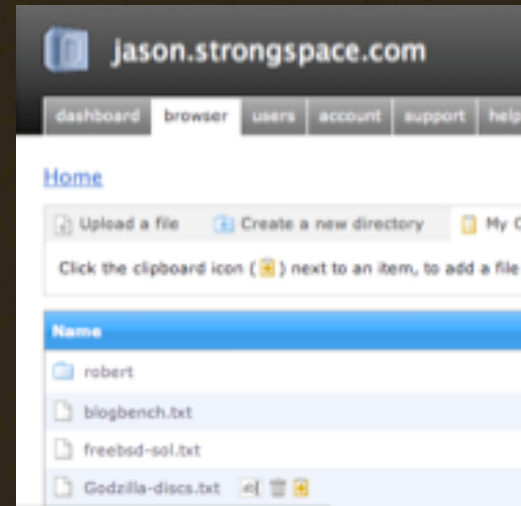 jason.strongspace.com
dashboard browser users account support help
Home
Upload a file Create a new directory My
Click the clipboard icon ( ) next to an item, to add a file
Name
robert
blogbench.txt
freebsd-sol.txt
Godzilla-discs.txt